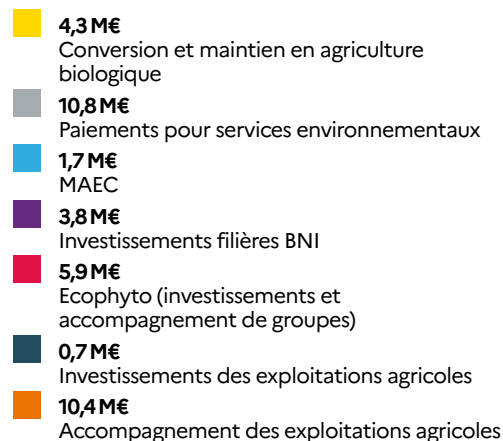 4,3 M€
Conversion et maintien en agriculture
biologique
10,8 M€
Paiements pour services environnementaux
1,7 M€
MAEC
3,8 M€
Investissements filières BNI
5,9 M€
Ecophyto (investissements et
accompagnement de groupes)
0,7 M€
Investissements des exploitations agricoles
10,4 M€
Accompagnement des exploitations agricoles